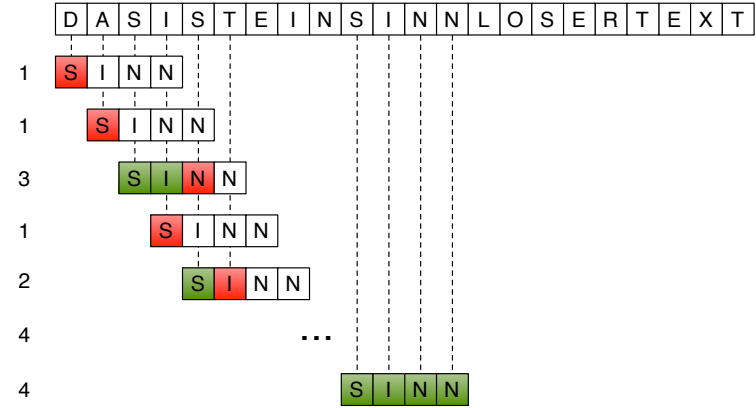 D A S I S T E I N S I N N L O S E R T E X T
1 S I N N
1 S I N N
3 S I N N
1 S I N N
2 S I N N
4 ...
4 S I N N